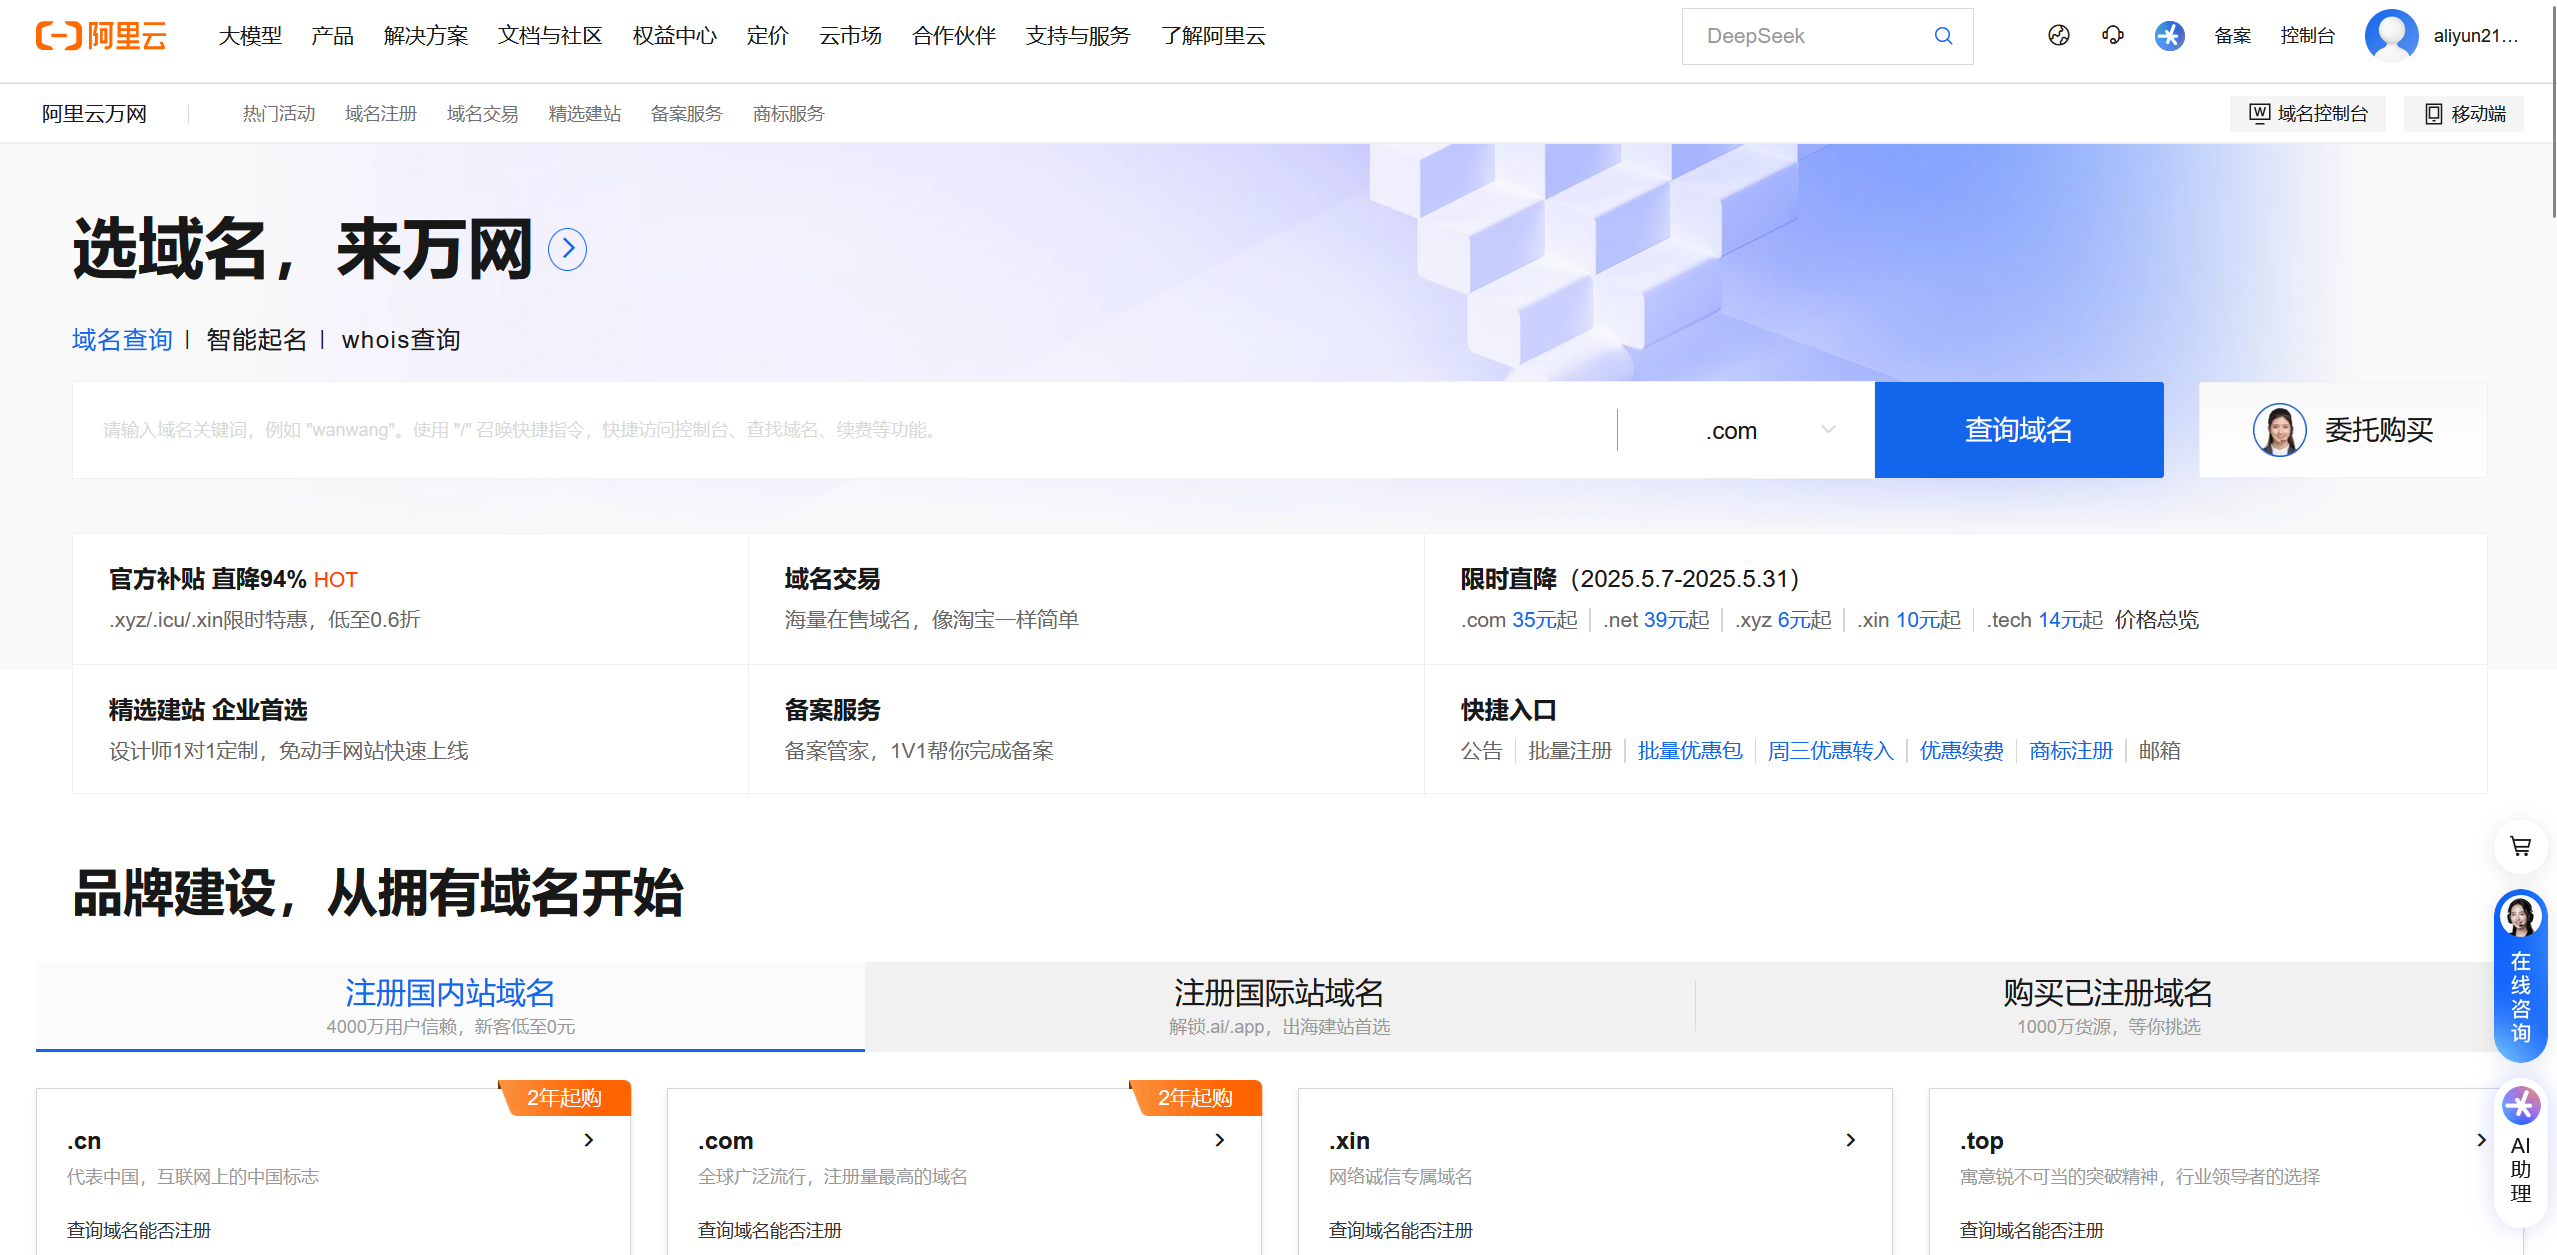 阿里云 大模型 产品 解决方案 文档与社区 权益中心 定价 云市场 合作伙伴 支持与服务 了解阿里云 DeepSeek 备案 控制台 aliyun21...
阿里云万网 热门活动 域名注册 域名交易 精选建站 备案服务 商标服务 域名控制台 移动端
选域名，来万网
域名查询 | 智能起名 | whois查询
请输入域名关键词，例如 "wanwang"。使用 "/" 召唤快捷指令，快捷访问控制台、查找域名、续费等功能。 .com 查询域名 委托购买
官方补贴 直降94% HOT
.xyz/.icu/.xin限时特惠，低至0.6折
域名交易
海量在售域名，像淘宝一样简单
限时直降（2025.5.7-2025.5.31）
.com 35元起 | .net 39元起 | .xyz 6元起 | .xin 10元起 | .tech 14元起 价格总览
精选建站 企业首选
设计师1对1定制，免动手网站快速上线
备案服务
备案管家，1V1帮你完成备案
快捷入口
公告 | 批量注册 | 批量优惠包 | 周三优惠转入 | 优惠续费 | 商标注册 | 邮箱
品牌建设，从拥有域名开始
注册国内站域名
4000万用户信赖，新客低至0元
注册国际站域名
解锁.ai/.app，出海建站首选
购买已注册域名
1000万货源，等你挑选
2年起购
.cn
代表中国，互联网上的中国标志
查询域名能否注册
2年起购
.com
全球广泛流行，注册量最高的域名
查询域名能否注册
.xin
网络诚信专属域名
查询域名能否注册
.top
寓意锐不可当的突破精神，行业领导者的选择
查询域名能否注册
在线咨询
AI助理